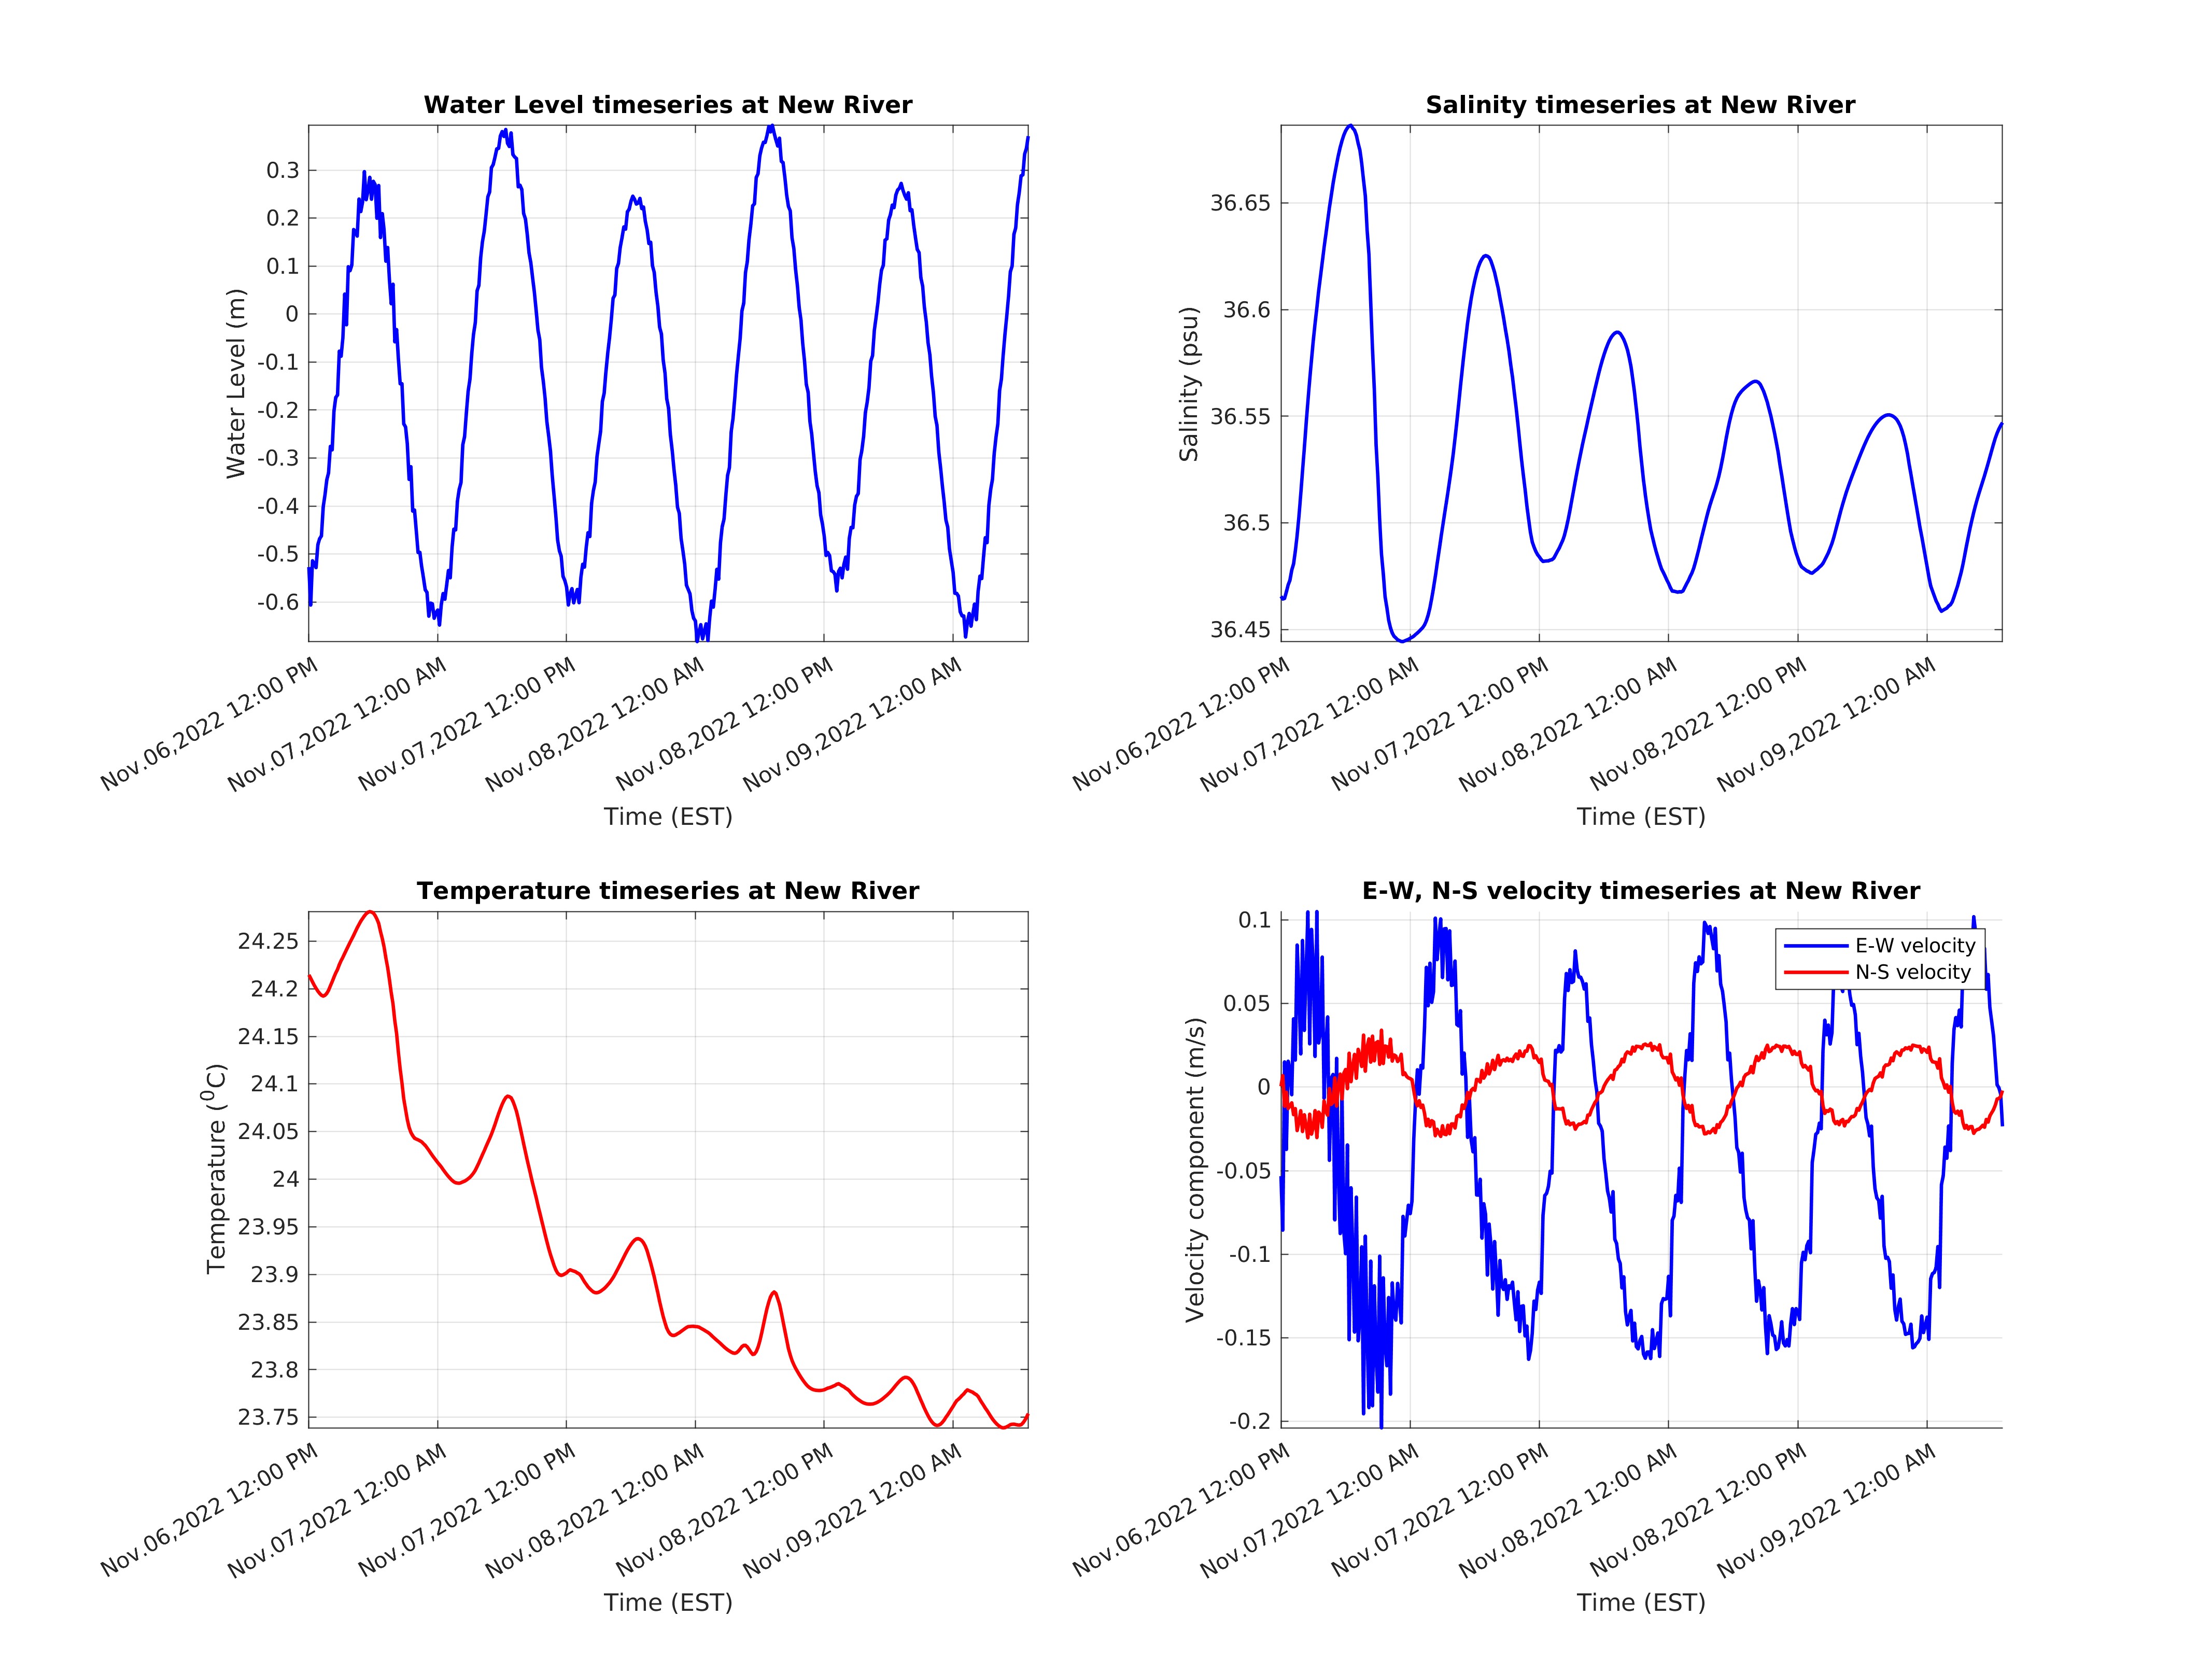 Water Level timeseries at New River
Water Level (m)
0.3
0.2
0.1
0
-0.1
-0.2
-0.3
-0.4
-0.5
-0.6
Nov.06,2022 12:00 PM
Nov.07,2022 12:00 AM
Nov.07,2022 12:00 PM
Nov.08,2022 12:00 AM
Nov.08,2022 12:00 PM
Nov.09,2022 12:00 AM
Time (EST)
Salinity timeseries at New River
Salinity (psu)
36.65
36.6
36.55
36.5
36.45
Nov.06,2022 12:00 PM
Nov.07,2022 12:00 AM
Nov.07,2022 12:00 PM
Nov.08,2022 12:00 AM
Nov.08,2022 12:00 PM
Nov.09,2022 12:00 AM
Time (EST)
Temperature timeseries at New River
Temperature (⁰C)
24.25
24.2
24.15
24.1
24.05
24
23.95
23.9
23.85
23.8
23.75
Nov.06,2022 12:00 PM
Nov.07,2022 12:00 AM
Nov.07,2022 12:00 PM
Nov.08,2022 12:00 AM
Nov.08,2022 12:00 PM
Nov.09,2022 12:00 AM
Time (EST)
E-W, N-S velocity timeseries at New River
Velocity component (m/s)
0.1
0.05
0
-0.05
-0.1
-0.15
-0.2
E-W velocity
N-S velocity
Nov.06,2022 12:00 PM
Nov.07,2022 12:00 AM
Nov.07,2022 12:00 PM
Nov.08,2022 12:00 AM
Nov.08,2022 12:00 PM
Nov.09,2022 12:00 AM
Time (EST)